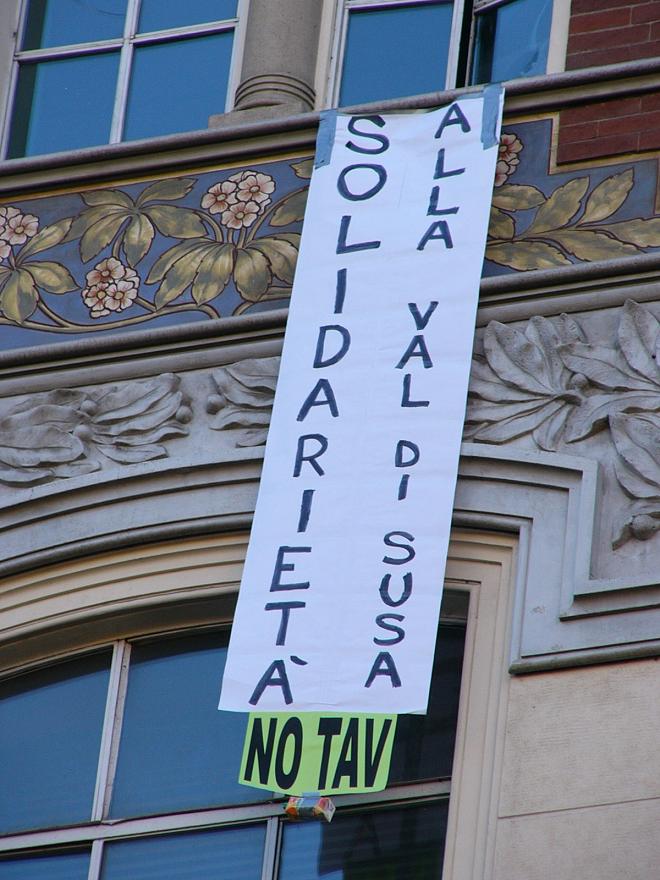 SOLIDARIETÀ
ALLA VAL DI SUSA
NO TAV